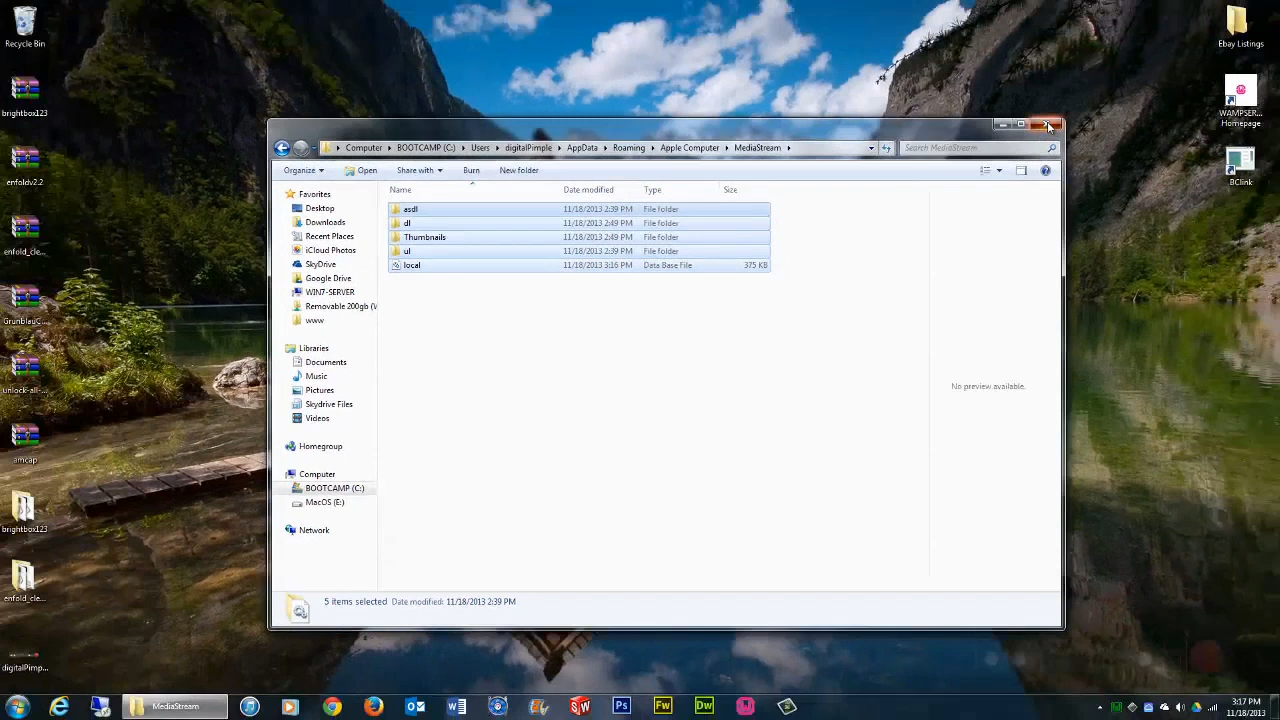 Recycle Bin
brightbox123
enfold2.2
enfold_cle...
GrunblauC...
unlock-all-...
amcap
brightbox123
enfold_cle...
digitalPimp...
Ebay Listings
WAMPSER...
Homepage
BClink
Computer BOOTCAMP (C:) Users digitalPimple AppData Roaming Apple Computer MediaStream
Search MediaStream
Organize Open Share with Burn New folder
Favorites
Desktop
Downloads
Recent Places
iCloud Photos
SkyDrive
Google Drive
WIN7-SERVER
Removable 200gb (V
www
Libraries
Documents
Music
Pictures
Skydrive Files
Videos
Homegroup
Computer
BOOTCAMP (C:)
MacOS (E:)
Network
Name Date modified Type Size
asdl 11/18/2013 2:39 PM File folder
dl 11/18/2013 2:49 PM File folder
Thumbnails 11/18/2013 2:49 PM File folder
ul 11/18/2013 2:39 PM File folder
local 11/18/2013 3:16 PM Data Base File 375 KB
No preview available.
5 items selected Date modified: 11/18/2013 2:39 PM
MediaStream
Ps
Fw
Dw
3:17 PM
11/18/2013